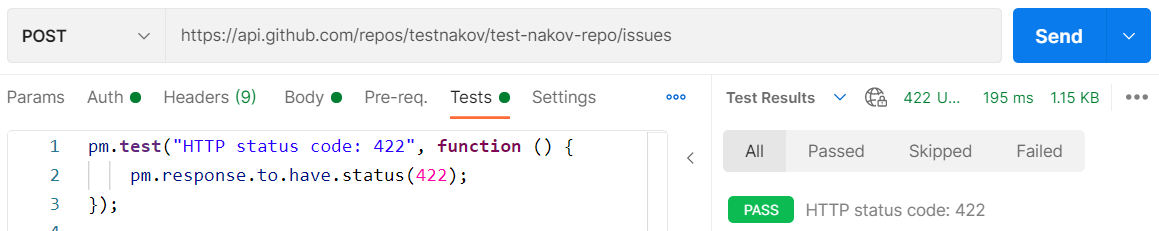 POST https://api.github.com/repos/testnakov/test-nakov-repo/issues Send
Params Auth Headers (9) Body Pre-req. Tests Settings
Test Results 422 U... 195 ms 1.15 KB
1 pm.test("HTTP status code: 422", function () {
2 pm.response.to.have.status(422);
3 });
All Passed Skipped Failed
PASS HTTP status code: 422